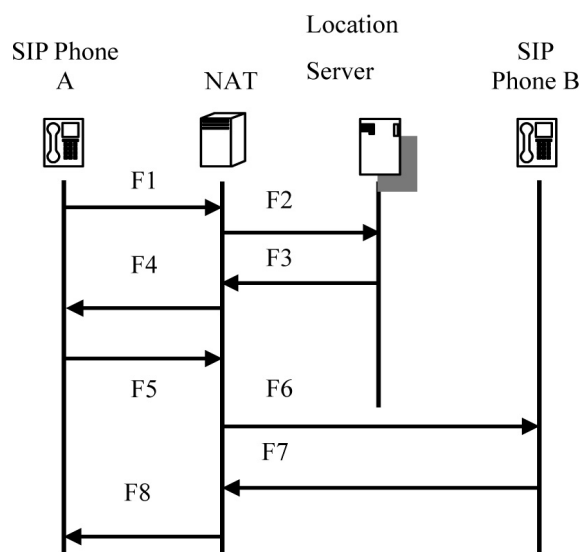 SIP Phone
A
NAT
Location
Server
SIP
Phone B
F1
F2
F3
F4
F5
F6
F7
F8